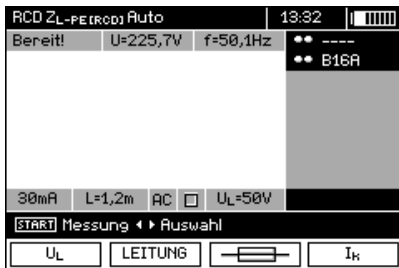 RCD ZL-PE[RCD] Auto 13:32
Bereit! U=225,7V f=50,1Hz
----
B16A
30mA L=1,2m AC UL=50V
START Messung Auswahl
UL LEITUNG IK